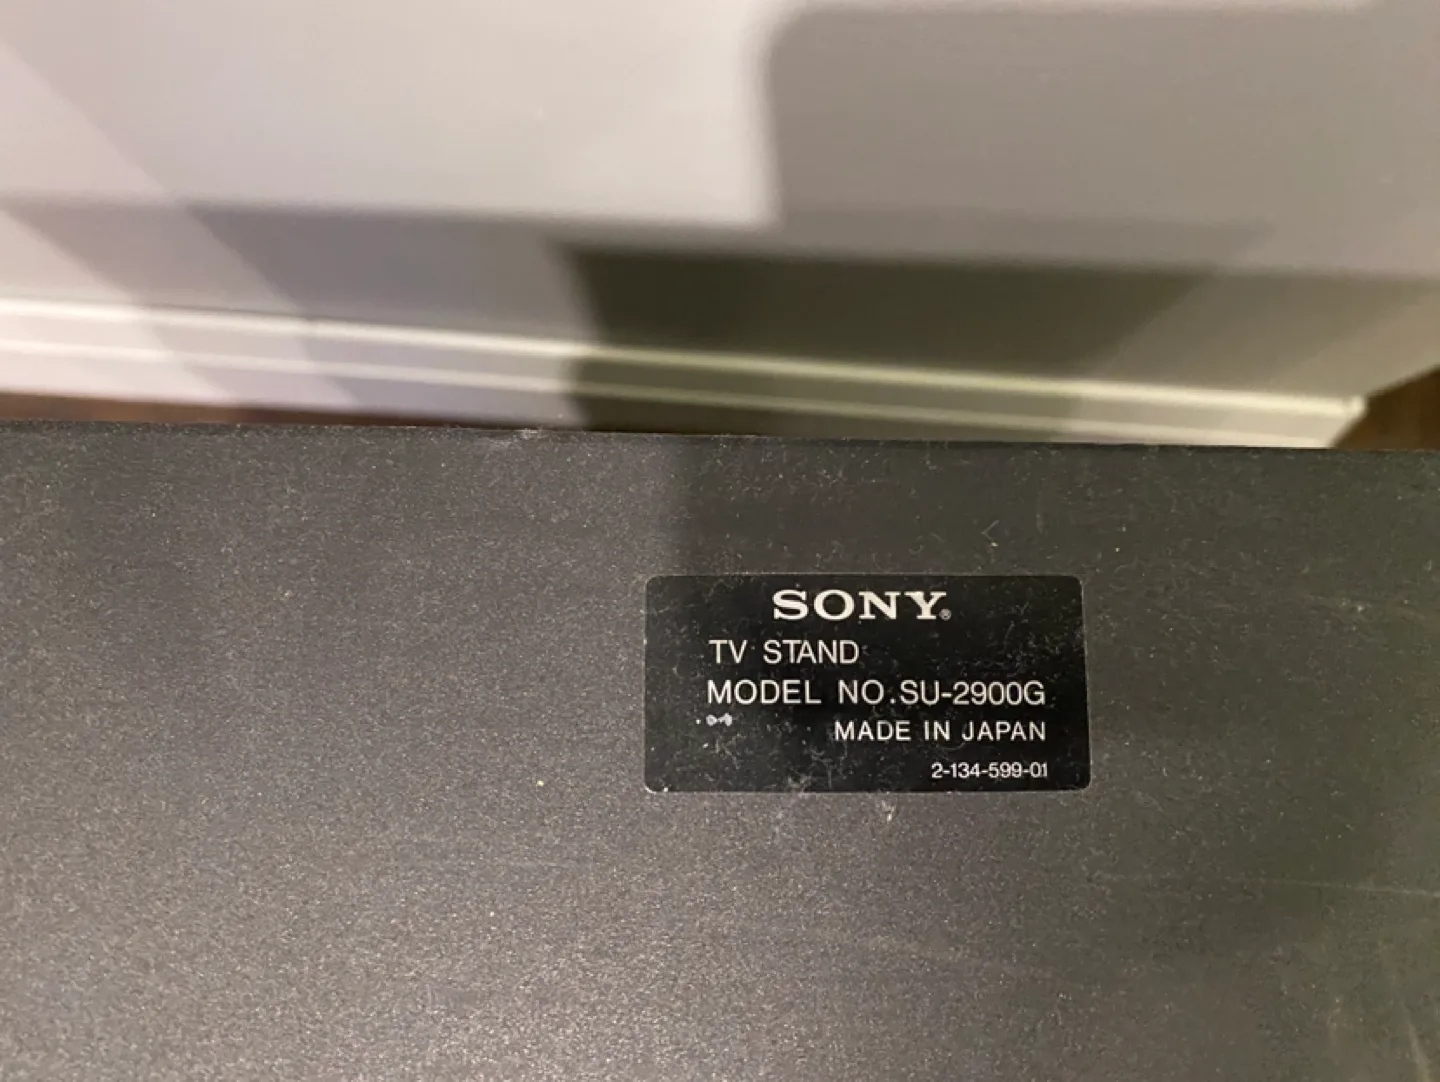 SONY®
TV STAND
MODEL NO.SU-2900G
MADE IN JAPAN
2-134-599-01